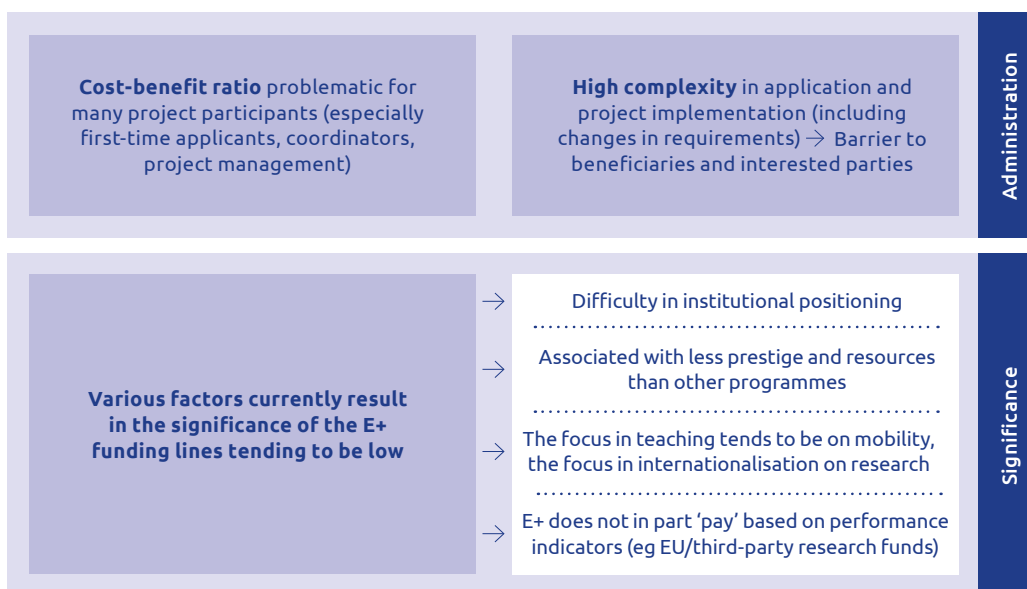 Cost-benefit ratio problematic for
many project participants (especially
first-time applicants, coordinators,
project management)
High complexity in application and
project implementation (including
changes in requirements) → Barrier to
beneficiaries and interested parties
Administration
Various factors currently result
in the significance of the E+
funding lines tending to be low
→ Difficulty in institutional positioning
→ Associated with less prestige and resources
than other programmes
→ The focus in teaching tends to be on mobility,
the focus in internationalisation on research
→ E+ does not in part ‘pay’ based on performance
indicators (eg EU/third-party research funds)
Significance